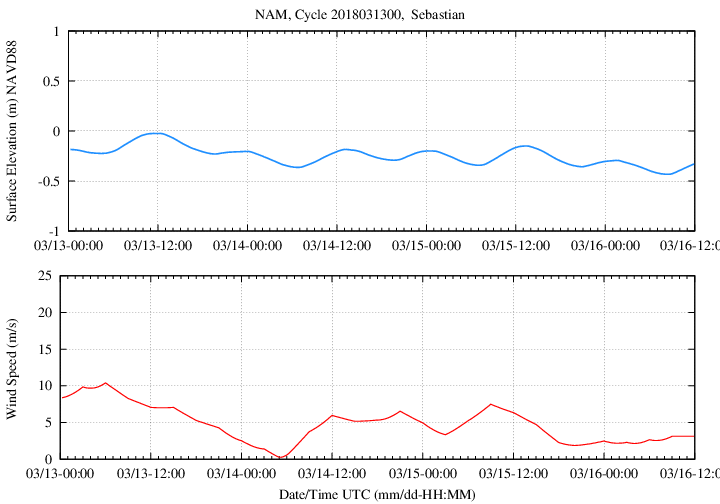 NAM, Cycle 2018031300, Sebastian
Surface Elevation (m) NAVD88
1
0.5
0
-0.5
-1
03/13-00:00 03/13-12:00 03/14-00:00 03/14-12:00 03/15-00:00 03/15-12:00 03/16-00:00 03/16-12:00
Wind Speed (m/s)
25
20
15
10
5
0
03/13-00:00 03/13-12:00 03/14-00:00 03/14-12:00 03/15-00:00 03/15-12:00 03/16-00:00 03/16-12:0
Date/Time UTC (mm/dd-HH:MM)